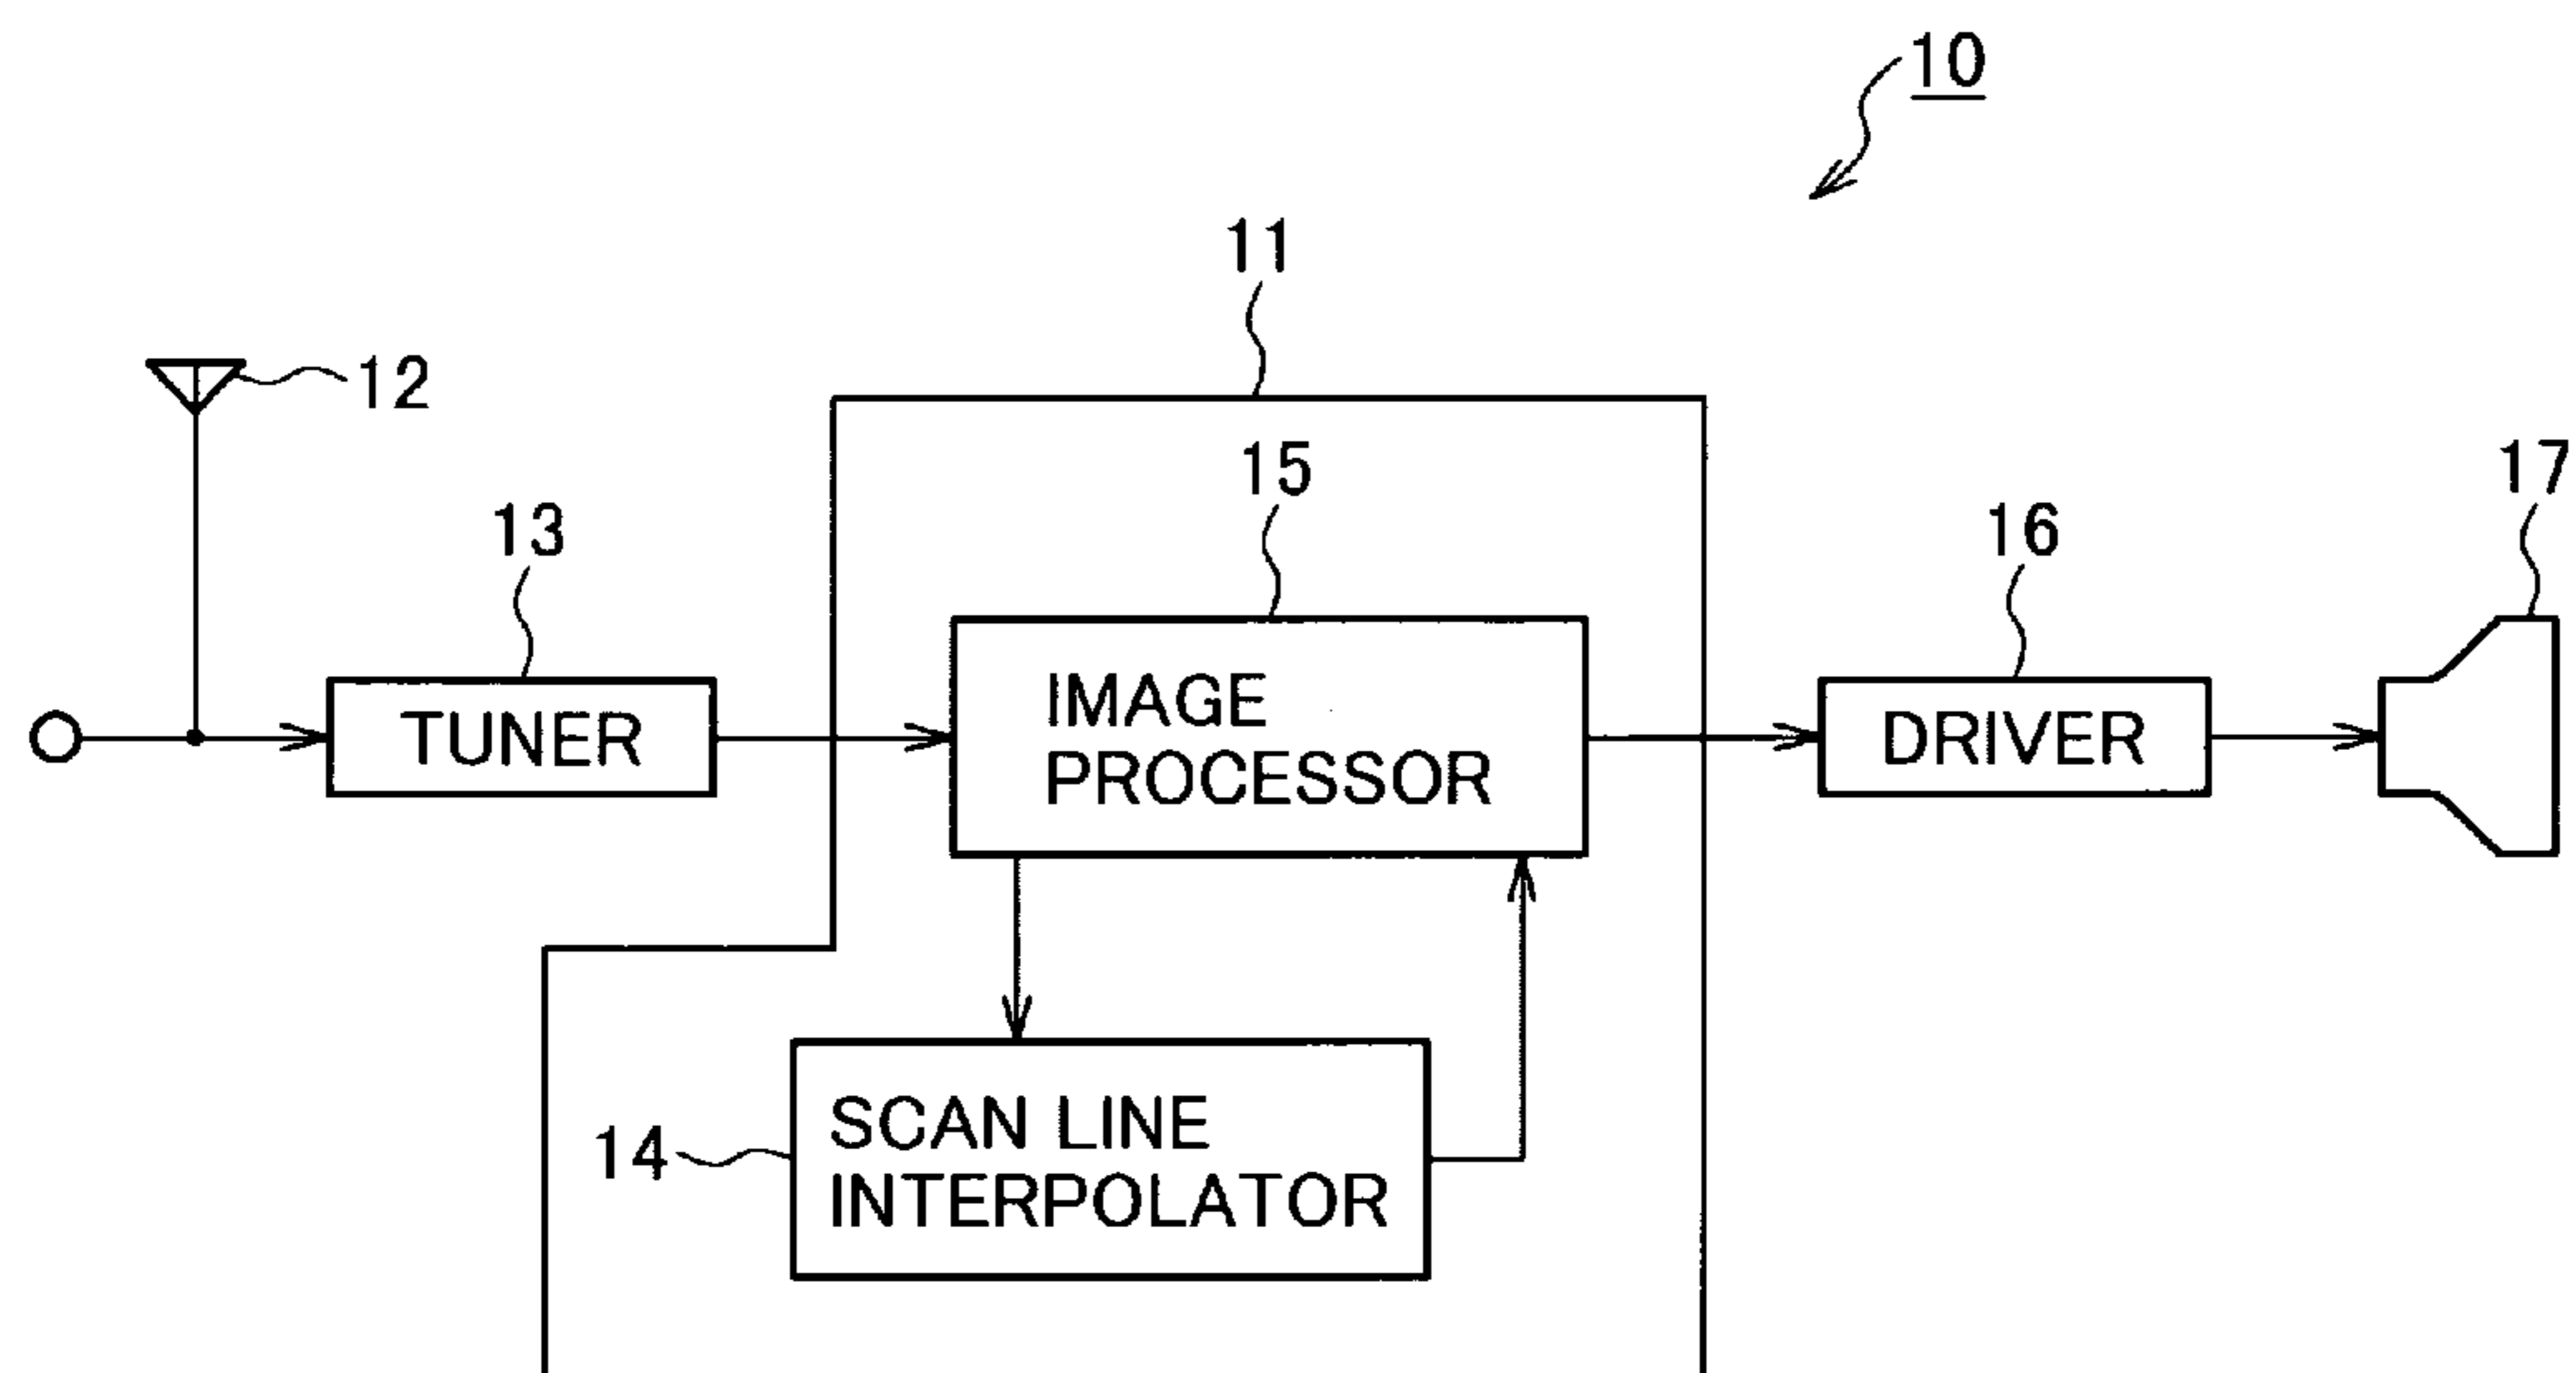 10
11
12
15
17
13
16
TUNER
IMAGE
PROCESSOR
DRIVER
14
SCAN LINE
INTERPOLATOR